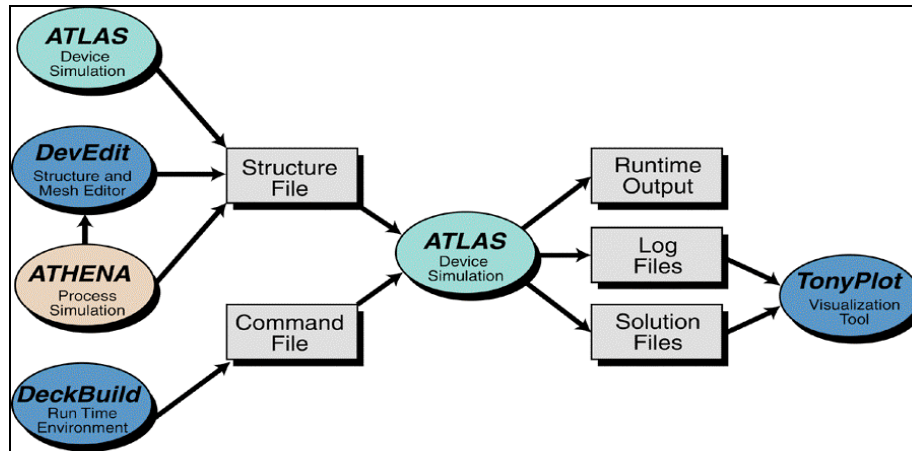 ATLAS
Device
Simulation
DevEdit
Structure and
Mesh Editor
ATHENA
Process
Simulation
DeckBuild
Run Time
Environment
Structure
File
Command
File
ATLAS
Device
Simulation
Runtime
Output
Log
Files
Solution
Files
TonyPlot
Visualization
Tool